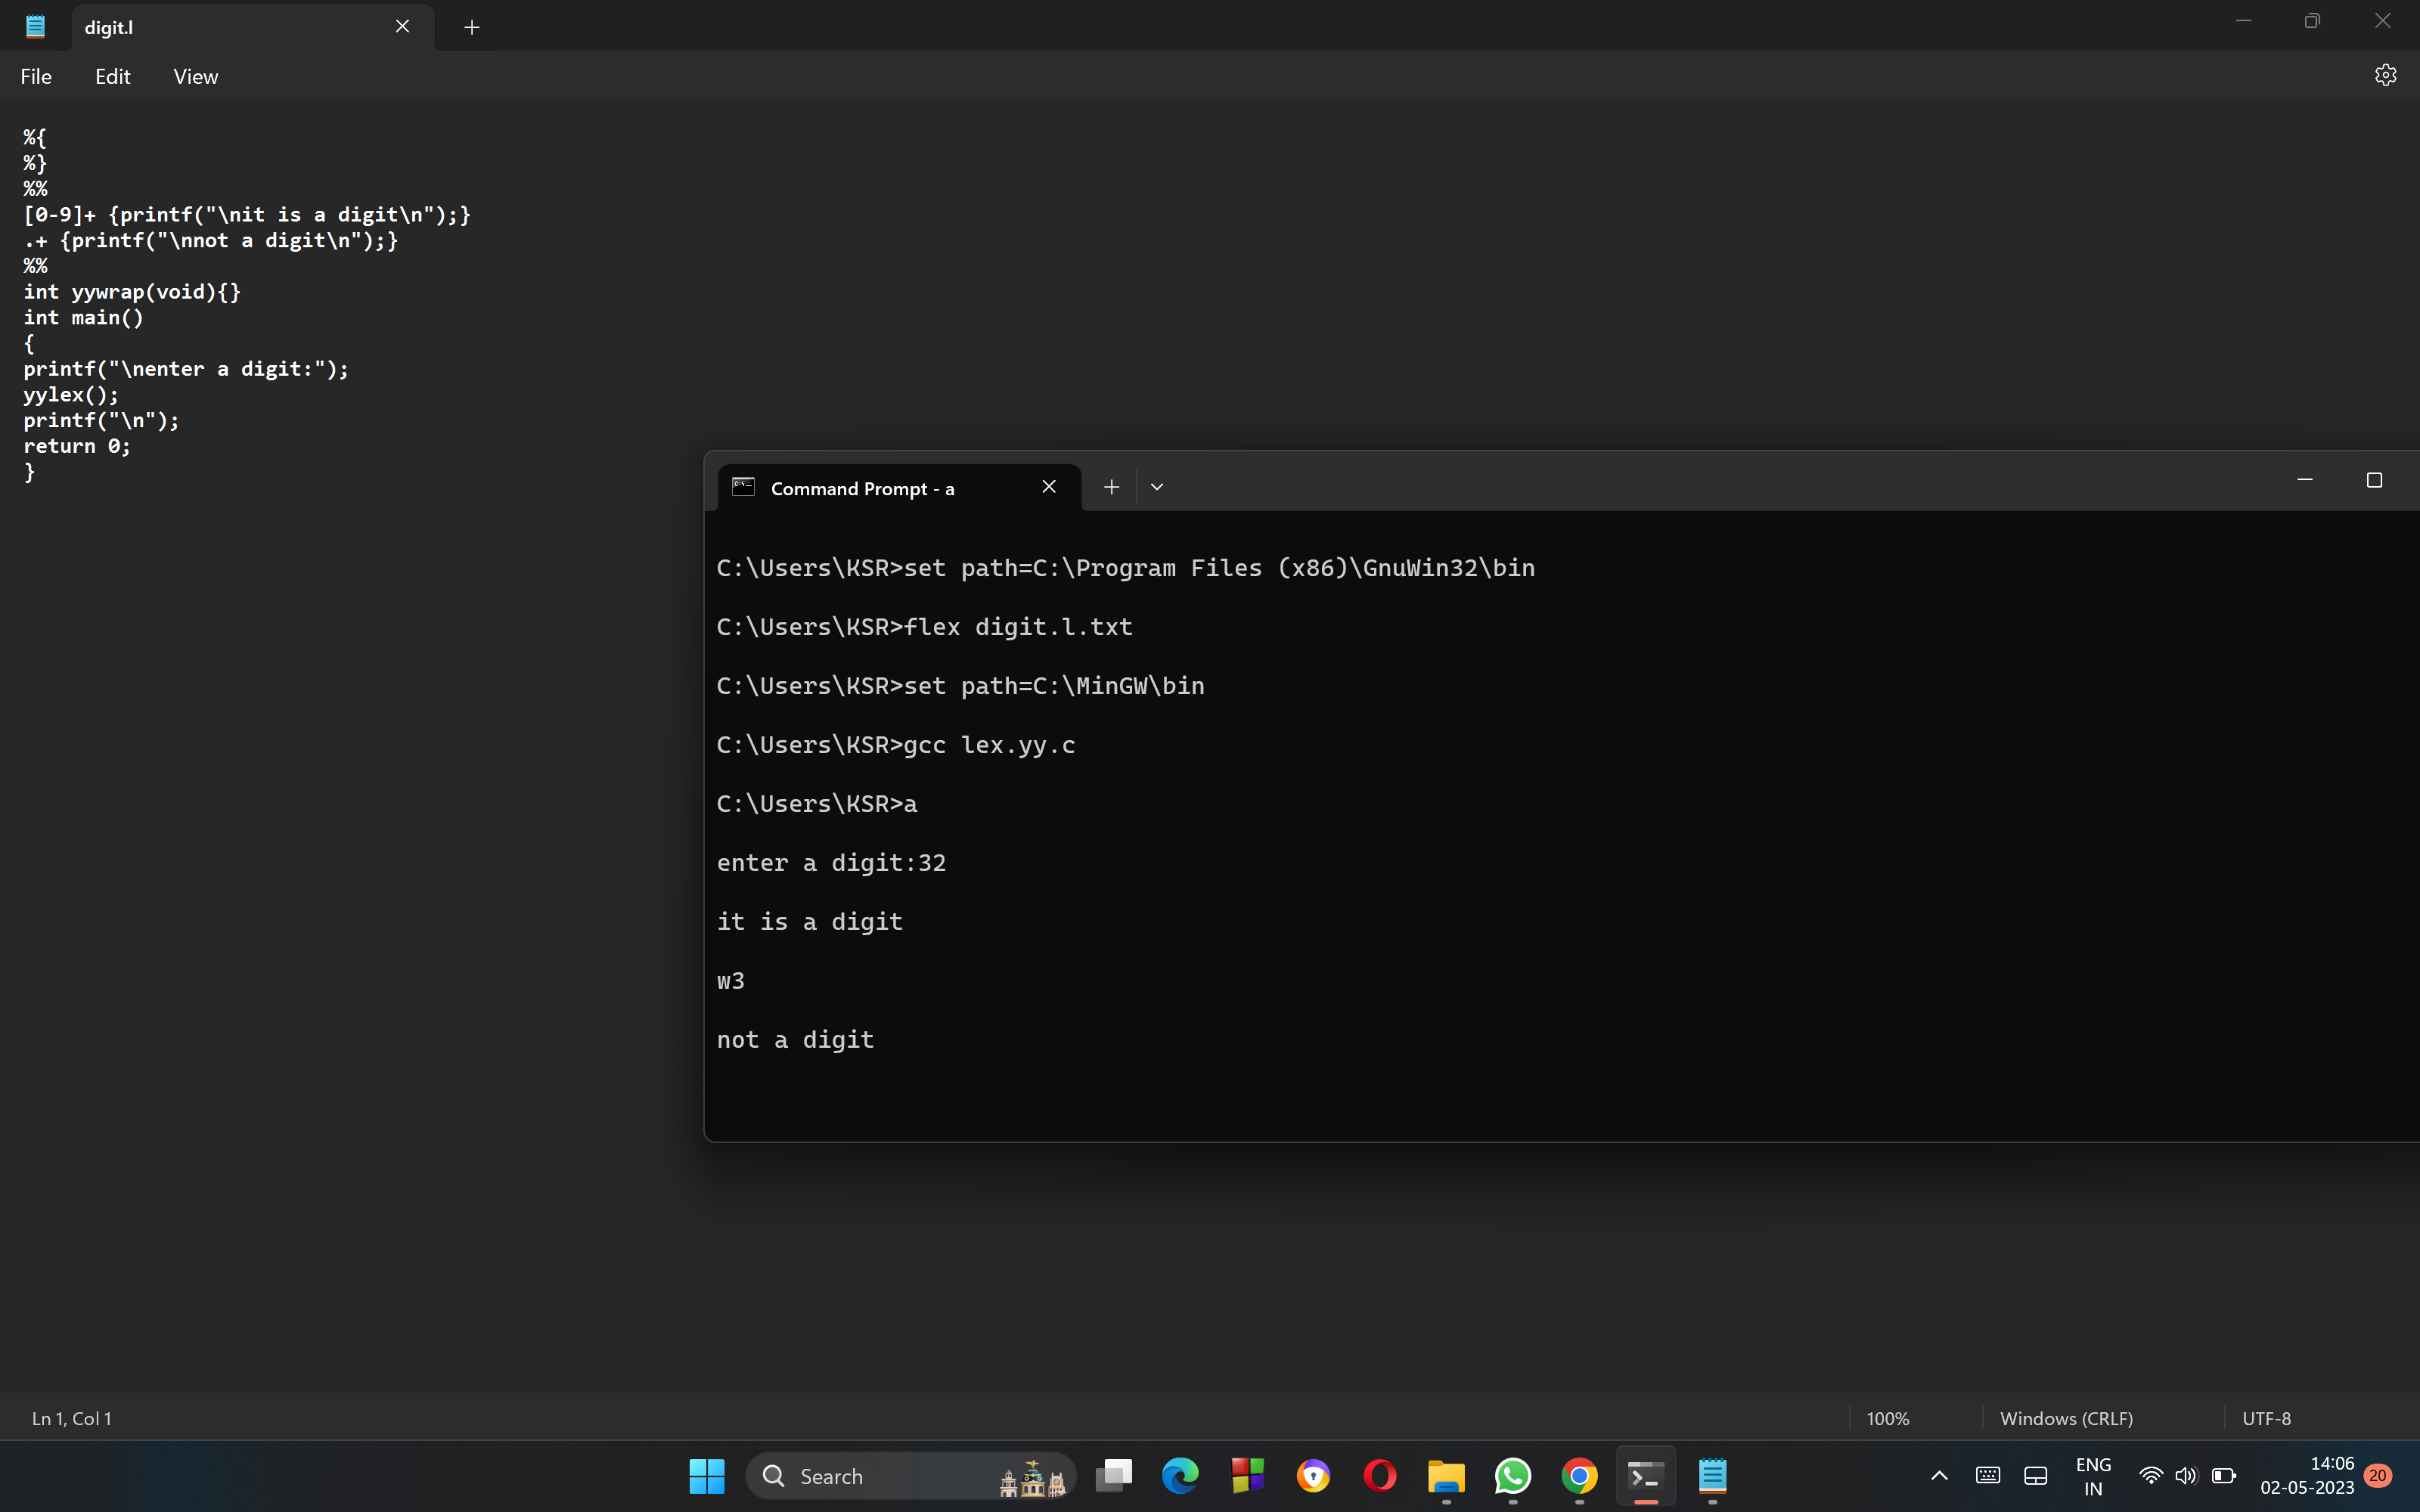 digit.l
File Edit View
%{
%}
%%
[0-9]+ {printf("\nit is a digit\n");}
.+ {printf("\nnot a digit\n");}
%%
int yywrap(void){}
int main()
{
printf("\nenter a digit:");
yylex();
printf("\n");
return 0;
}
Command Prompt - a
C:\Users\KSR>set path=C:\Program Files (x86)\GnuWin32\bin
C:\Users\KSR>flex digit.l.txt
C:\Users\KSR>set path=C:\MinGW\bin
C:\Users\KSR>gcc lex.yy.c
C:\Users\KSR>a
enter a digit:32
it is a digit
w3
not a digit
Ln 1, Col 1 100% Windows (CRLF) UTF-8
Search
ENG
IN
14:06
02-05-2023
20